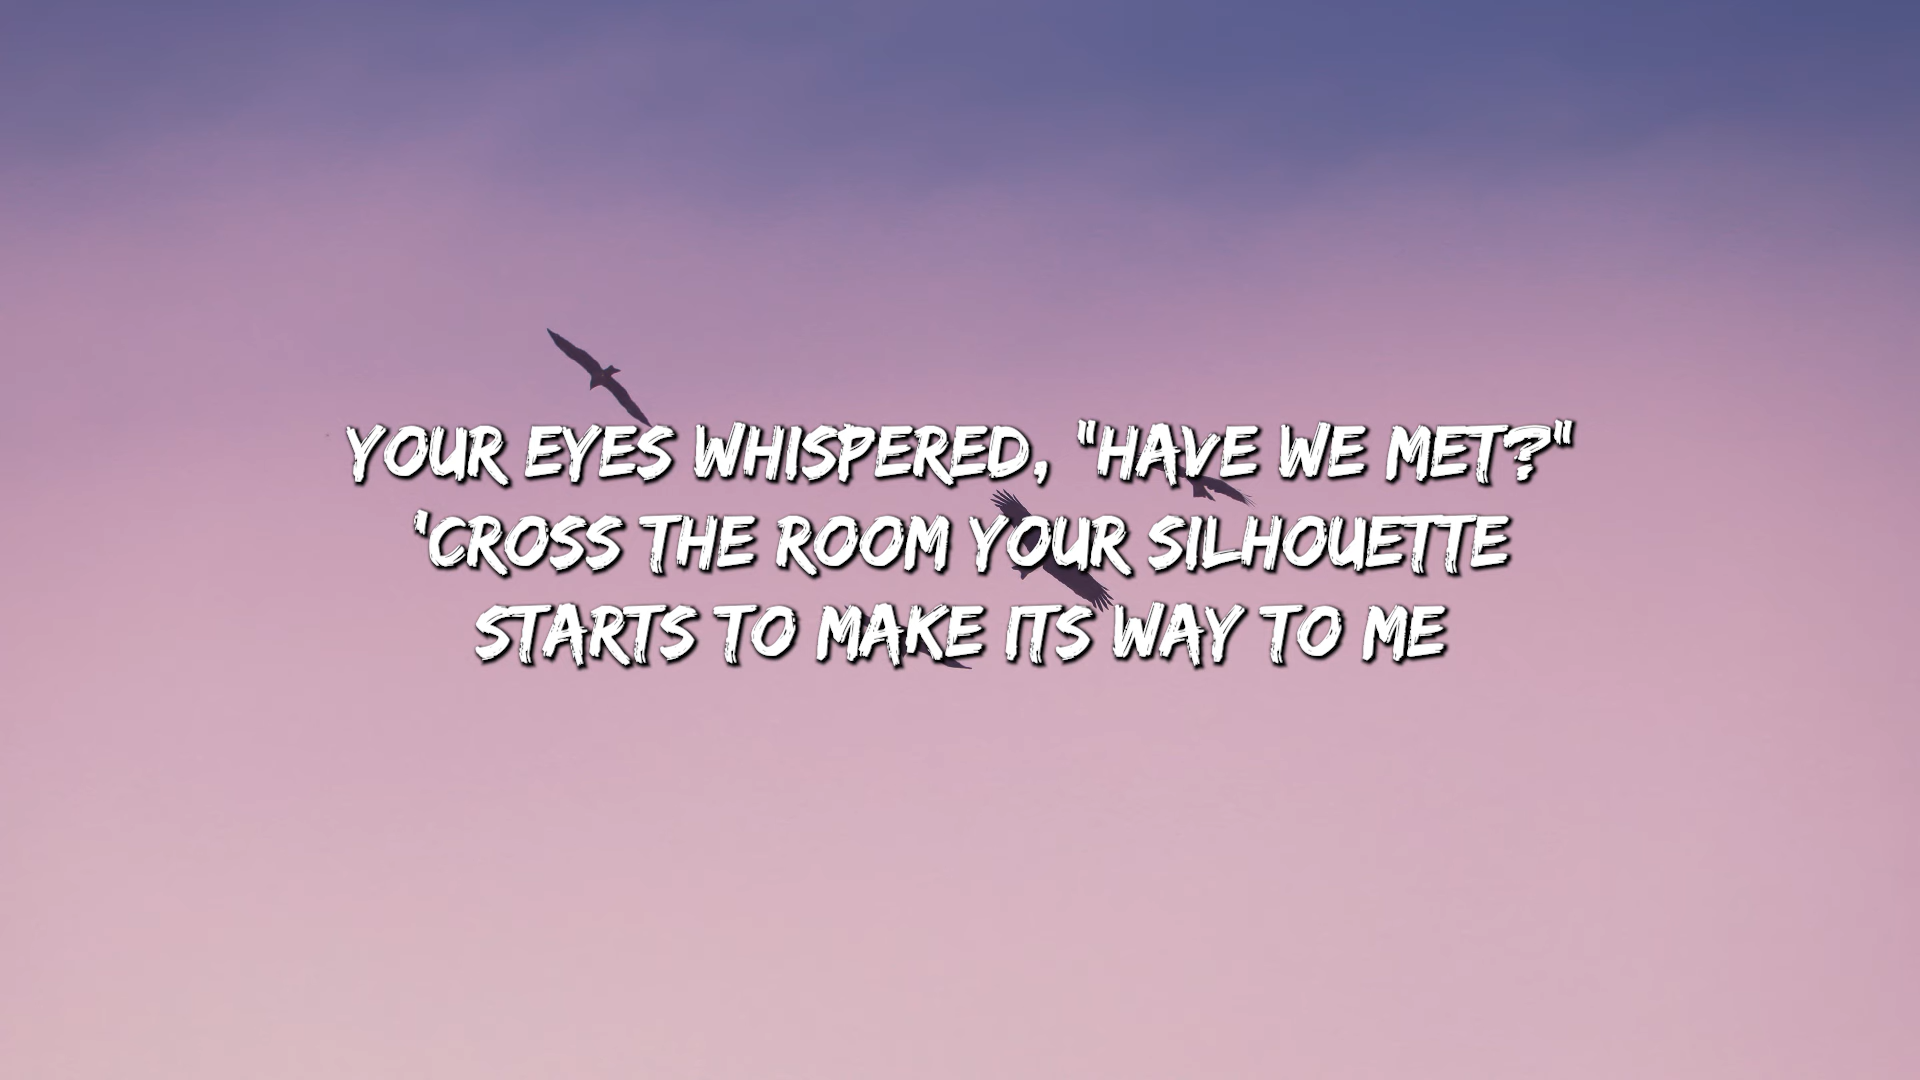 YOUR EYES WHISPERED, "HAVE WE MET?"
'CROSS THE ROOM YOUR SILHOUETTE
STARTS TO MAKE ITS WAY TO ME